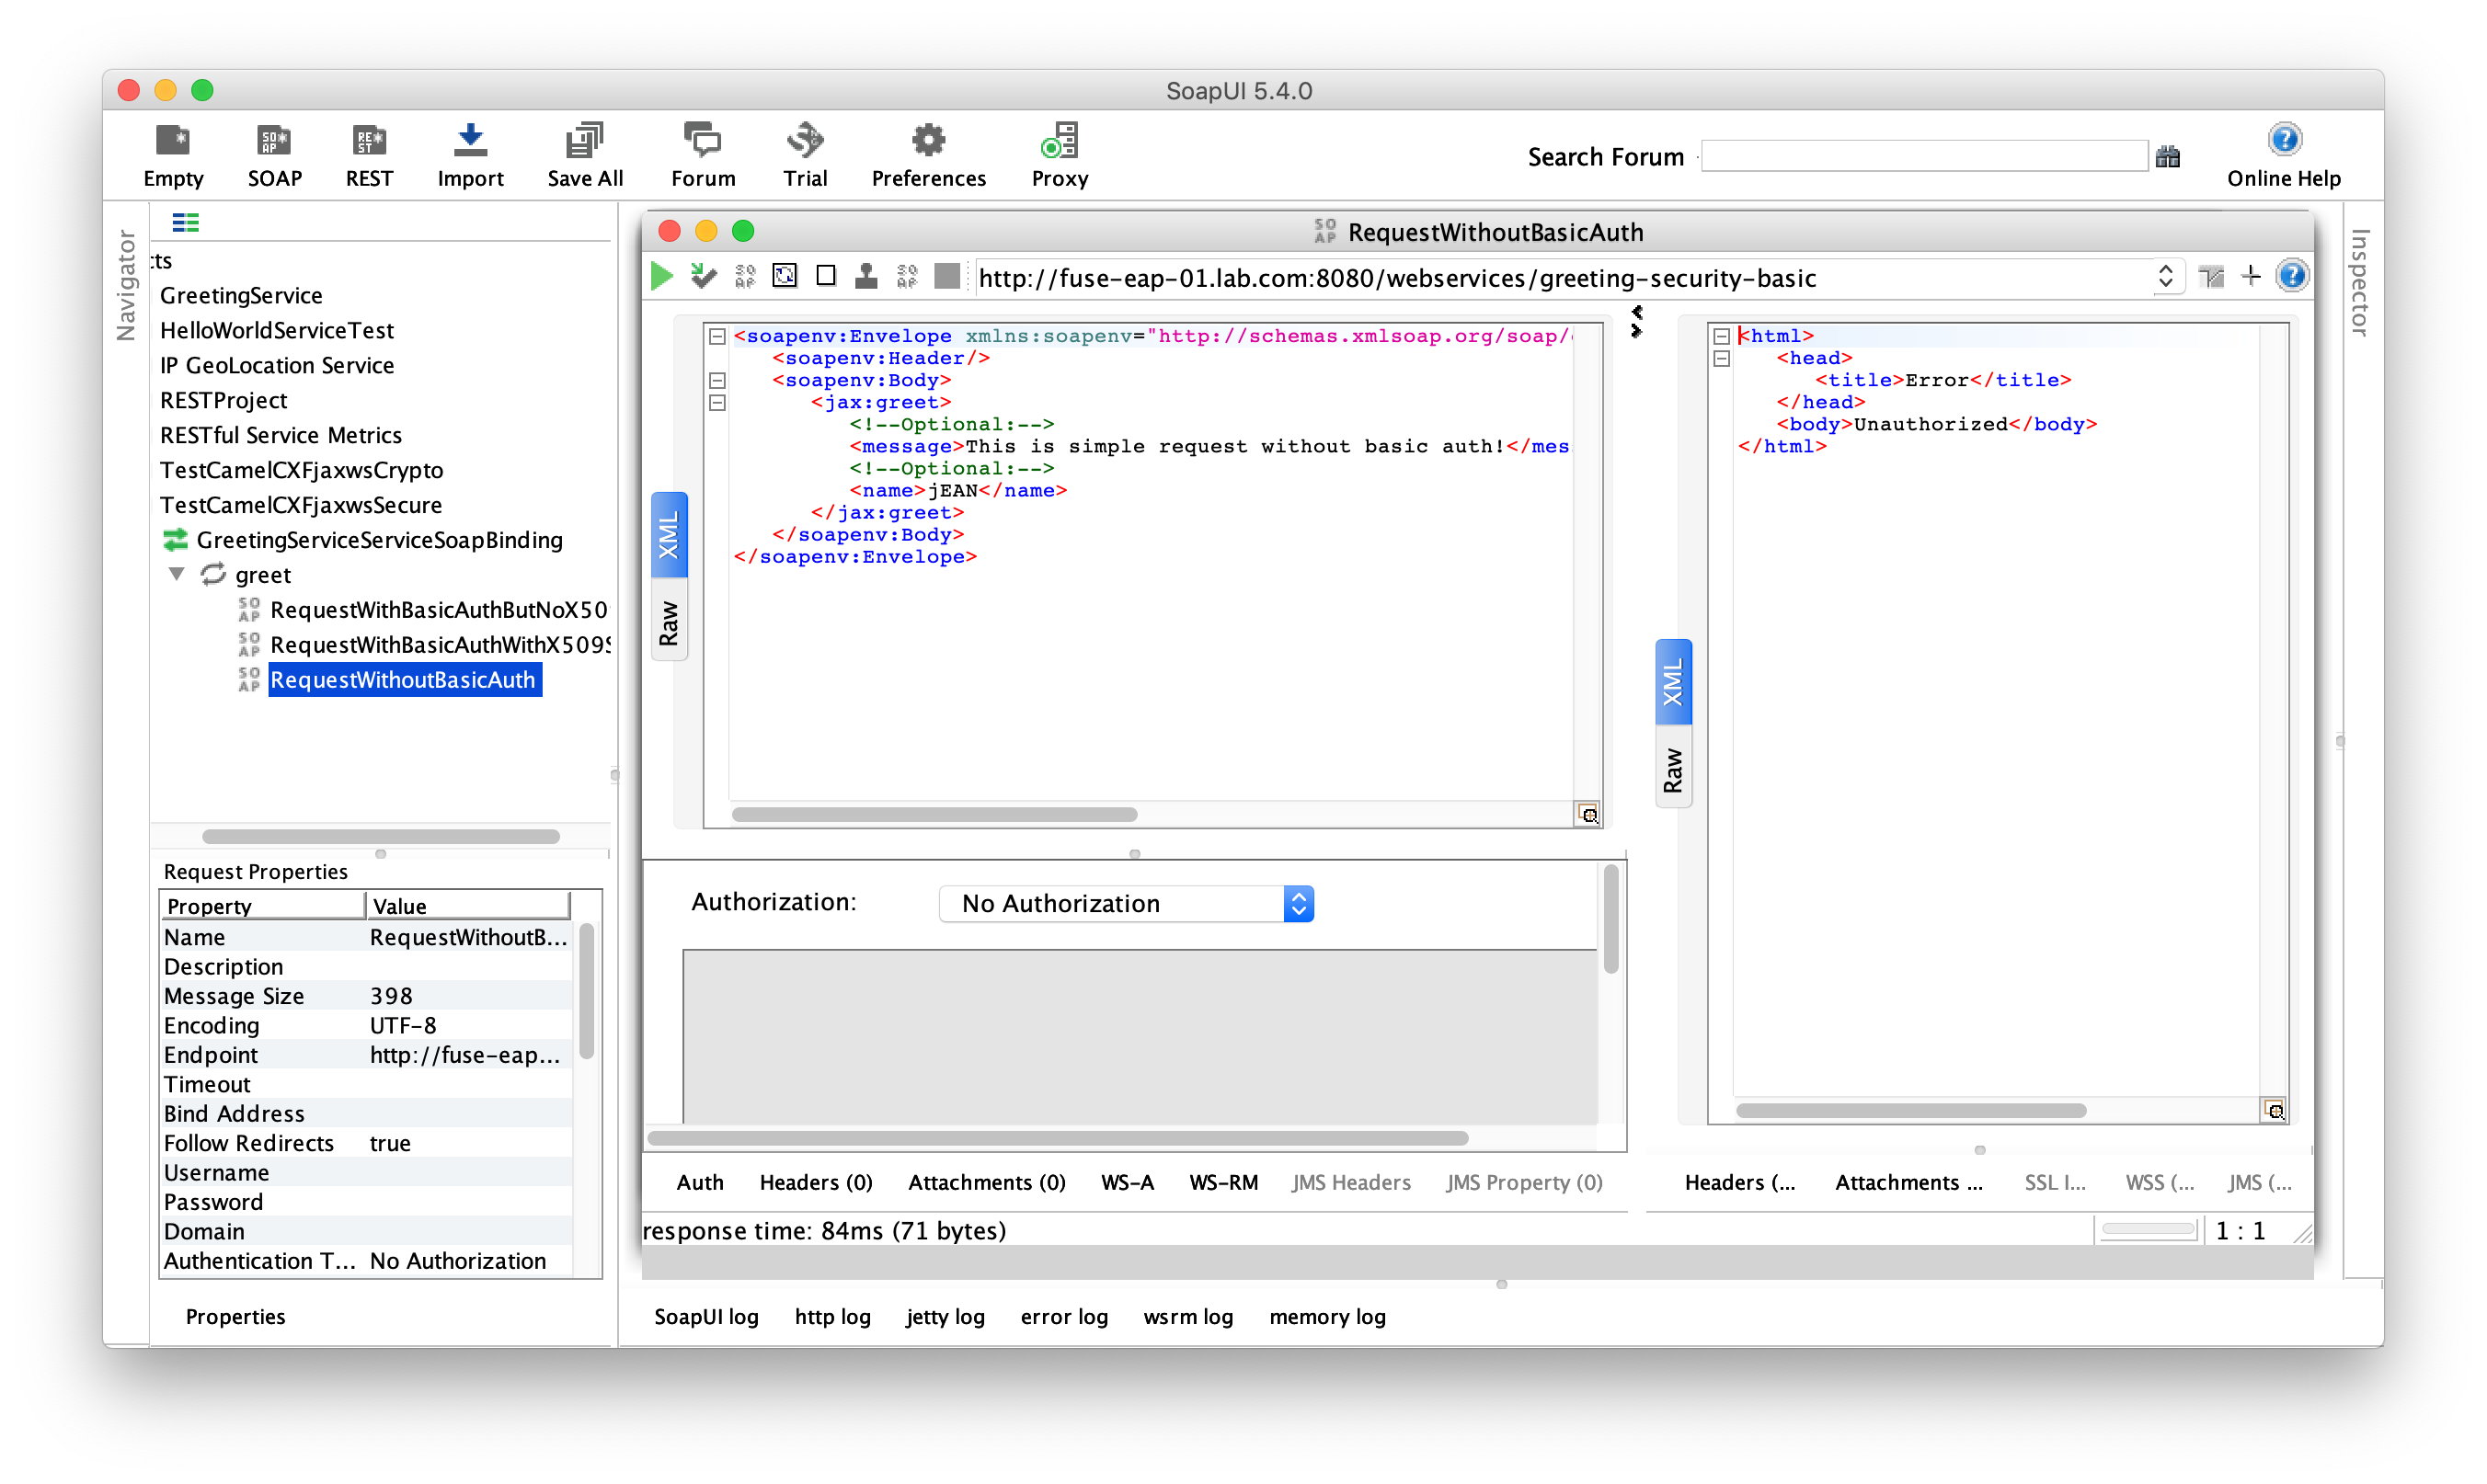 SoapUI 5.4.0
Empty
SOAP
REST
Import
Save All
Forum
Trial
Preferences
Proxy
Search Forum
Online Help
Navigator
cts
GreetingService
HelloWorldServiceTest
IP GeoLocation Service
RESTProject
RESTful Service Metrics
TestCamelCXFjaxwsCrypto
TestCamelCXFjaxwsSecure
GreetingServiceServiceSoapBinding
greet
RequestWithBasicAuthButNoX50
RequestWithBasicAuthWithX509S
RequestWithoutBasicAuth
Request Properties
Property Value
Name RequestWithoutB...
Description
Message Size 398
Encoding UTF-8
Endpoint http://fuse-eap...
Timeout
Bind Address
Follow Redirects true
Username
Password
Domain
Authentication T... No Authorization
Properties
RequestWithoutBasicAuth
http://fuse-eap-01.lab.com:8080/webservices/greeting-security-basic
XML
Raw
<soapenv:Envelope xmlns:soapenv="http://schemas.xmlsoap.org/soap/
<soapenv:Header/>
<soapenv:Body>
<jax:greet>
<!--Optional:-->
<message>This is simple request without basic auth!</mes
<!--Optional:-->
<name>jEAN</name>
</jax:greet>
</soapenv:Body>
</soapenv:Envelope>
Authorization: No Authorization
Auth Headers (0) Attachments (0) WS-A WS-RM JMS Headers JMS Property (0)
response time: 84ms (71 bytes)
XML
Raw
<html>
<head>
<title>Error</title>
</head>
<body>Unauthorized</body>
</html>
Headers (... Attachments ... SSL I... WSS (... JMS (...
1 : 1
Inspector
SoapUI log http log jetty log error log wsrm log memory log